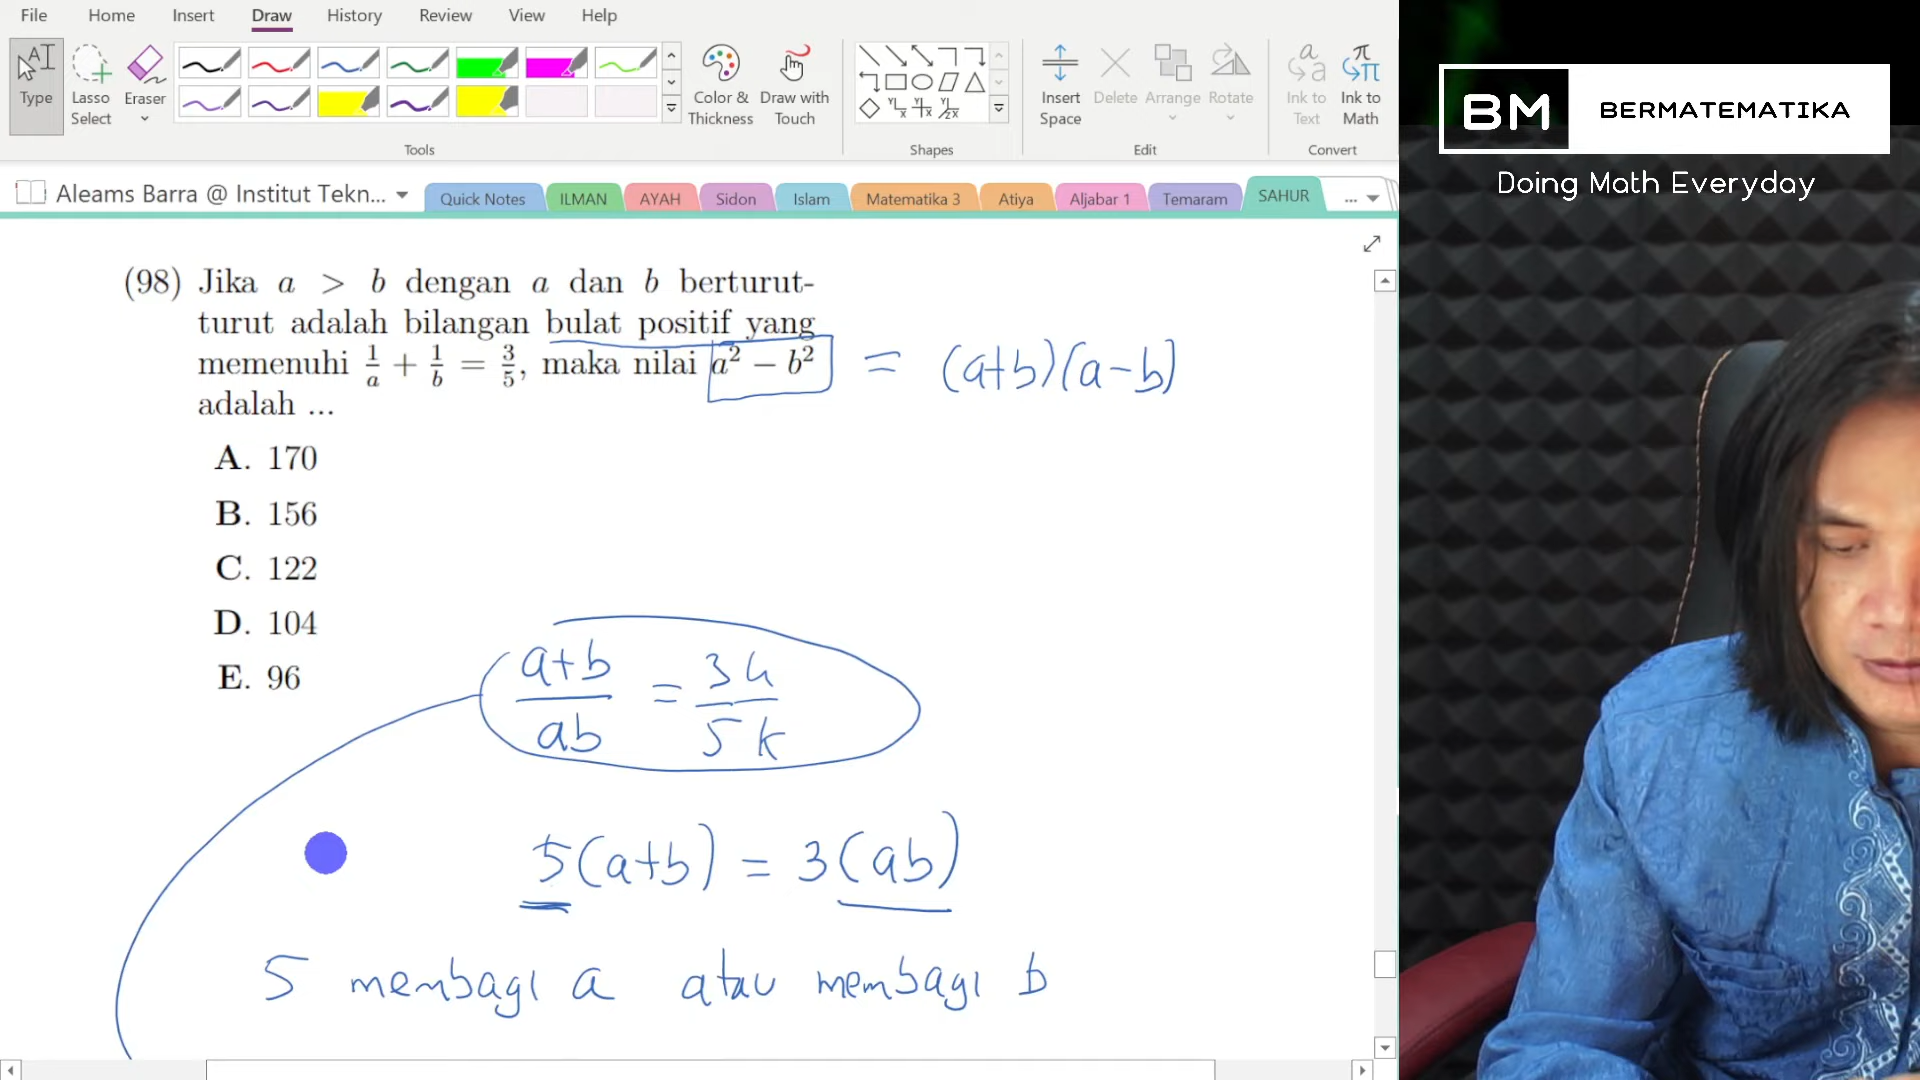 File Home Insert Draw History Review View Help
Type
Lasso Select
Eraser
Color & Thickness
Draw with Touch
Insert Space
Delete
Arrange
Rotate
Ink to Text
Ink to Math
Tools Shapes Edit Convert
BM BERMATEMATIKA
Doing Math Everyday
Aleams Barra @ Institut Tekn... Quick Notes ILMAN AYAH Sidon Islam Matematika 3 Atiya Aljabar 1 Temaram SAHUR ...
(98) Jika a > b dengan a dan b berturut-
turut adalah bilangan bulat positif yang
memenuhi 1/a + 1/b = 3/5, maka nilai a² − b² = (a+b)(a-b)
adalah ...
A. 170
B. 156
C. 122
D. 104
E. 96
(a+b)/(ab) = 3k/5k
5(a+b) = 3(ab)
5 membagi a atau membagi b